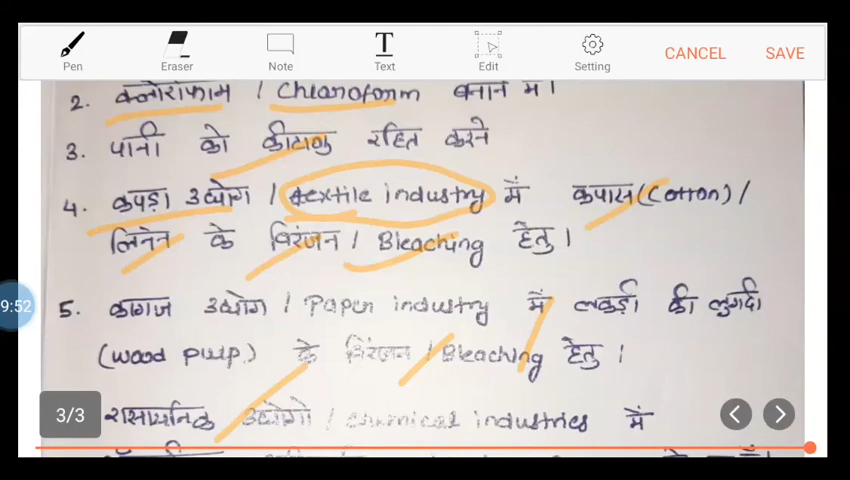 Pen Eraser Note Text Edit Setting CANCEL SAVE
2. क्लोरोफाम / Chloroform बनाने में।
3. पानी को कीटाणु रहित करने
4. कपड़ा उद्योग / textile industry में कपास(Cotton)/
लिनेन के विरंजन / Bleaching हेतु।
9:52
5. कागज उद्योग / Paper industry में लकड़ी की लुगदी
(wood pulp.) के विरंजन / Bleaching हेतु।
3/3
रासायनिक उद्योगो / chemical industries में